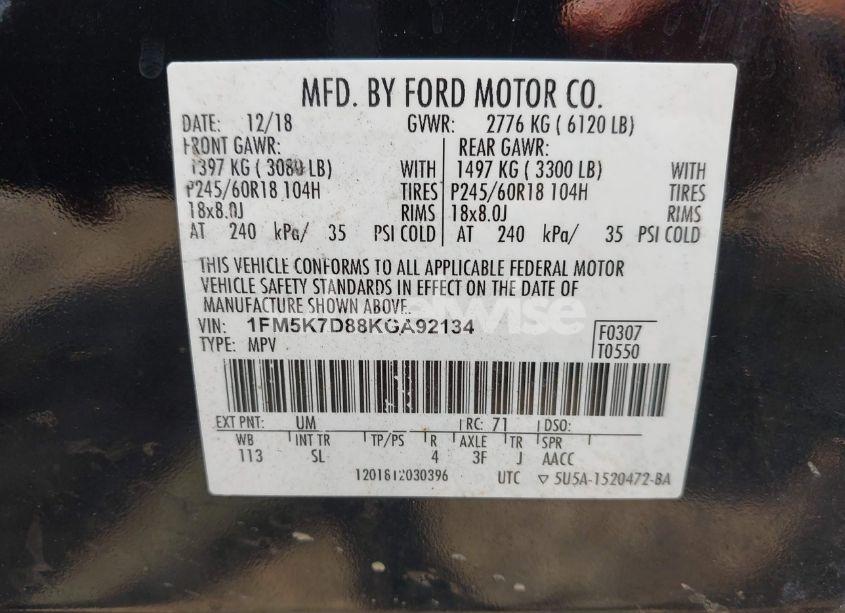 MFD. BY FORD MOTOR CO.
DATE: 12/18 GVWR: 2776 KG ( 6120 LB)
FRONT GAWR: REAR GAWR:
1397 KG ( 3080 LB) WITH 1497 KG ( 3300 LB) WITH
P245/60R18 104H TIRES P245/60R18 104H TIRES
18x8.0J RIMS 18x8.0J RIMS
AT 240 kPa/ 35 PSI COLD AT 240 kPa/ 35 PSI COLD
THIS VEHICLE CONFORMS TO ALL APPLICABLE FEDERAL MOTOR
VEHICLE SAFETY STANDARDS IN EFFECT ON THE DATE OF
MANUFACTURE SHOWN ABOVE.
VIN: 1FM5K7D88KGA92134 F0307
TYPE: MPV T0550
EXT PNT: UM RC: 71 DSO:
WB INT TR TP/PS R AXLE TR SPR
113 SL 4 3F J AACC
1201812030396 UTC ▽ 5U5A-1520472-BA